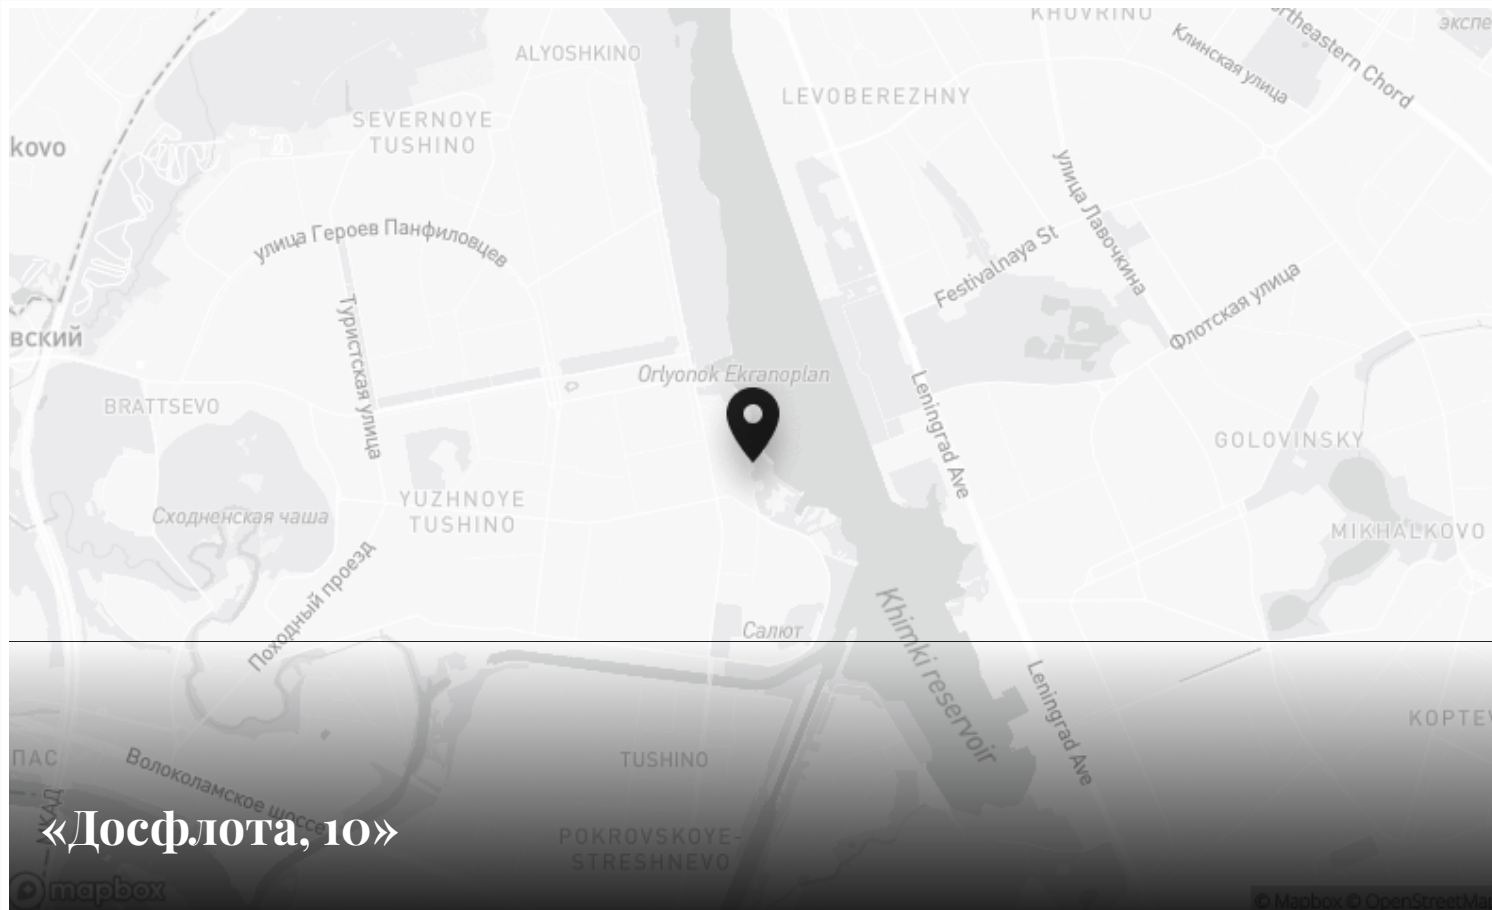 KHOVRINO
ALYOSHKINO
Клинская улица
Northeastern Chord
LEVOBEREZHNY
SEVERNOYE
TUSHINO
kovo
улица Лавочкина
улица Героев Панфиловцев
Festivalnaya St
Флотская улица
вский
Туристская улица
Orlyonok Ekranoplan
BRATTSEVO
Leningrad Ave
GOLOVINSKY
YUZHNOYE
TUSHINO
Сходненская чаша
MIKHALKOVO
Походный проезд
Салют
Khimki reservoir
Leningrad Ave
KOPTEV
ПАС
TUSHINO
Волоколамское шоссе
МКАД
«Досфлота, 10»
POKROVSKOYE-
STRESHNEVO
mapbox
© Mapbox © OpenStreetMap